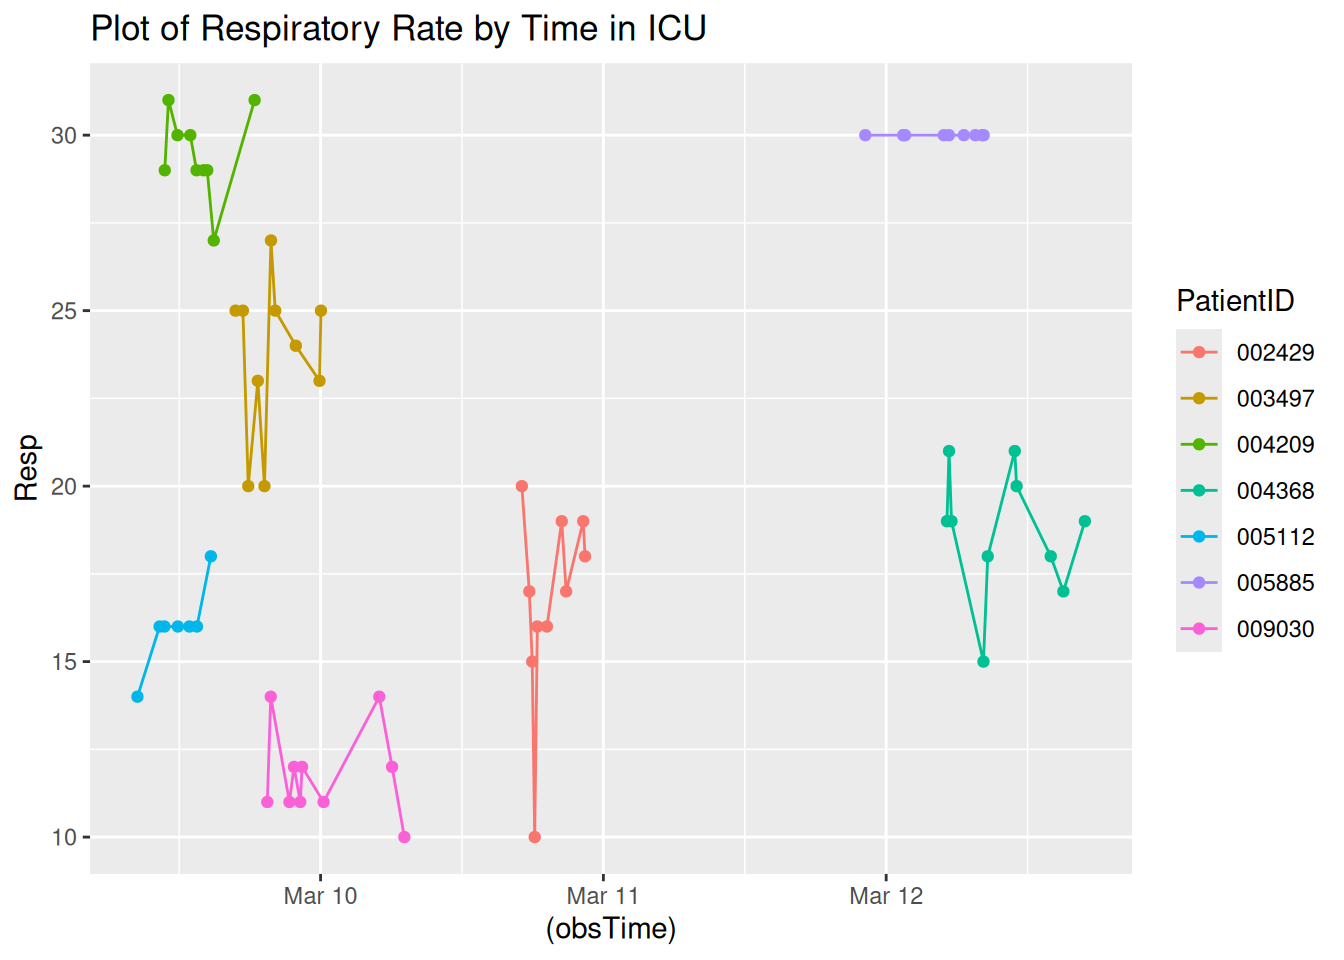 Plot of Respiratory Rate by Time in ICU
30
25
20
15
10
Resp
Mar 10
Mar 11
Mar 12
(obsTime)
PatientID
002429
003497
004209
004368
005112
005885
009030